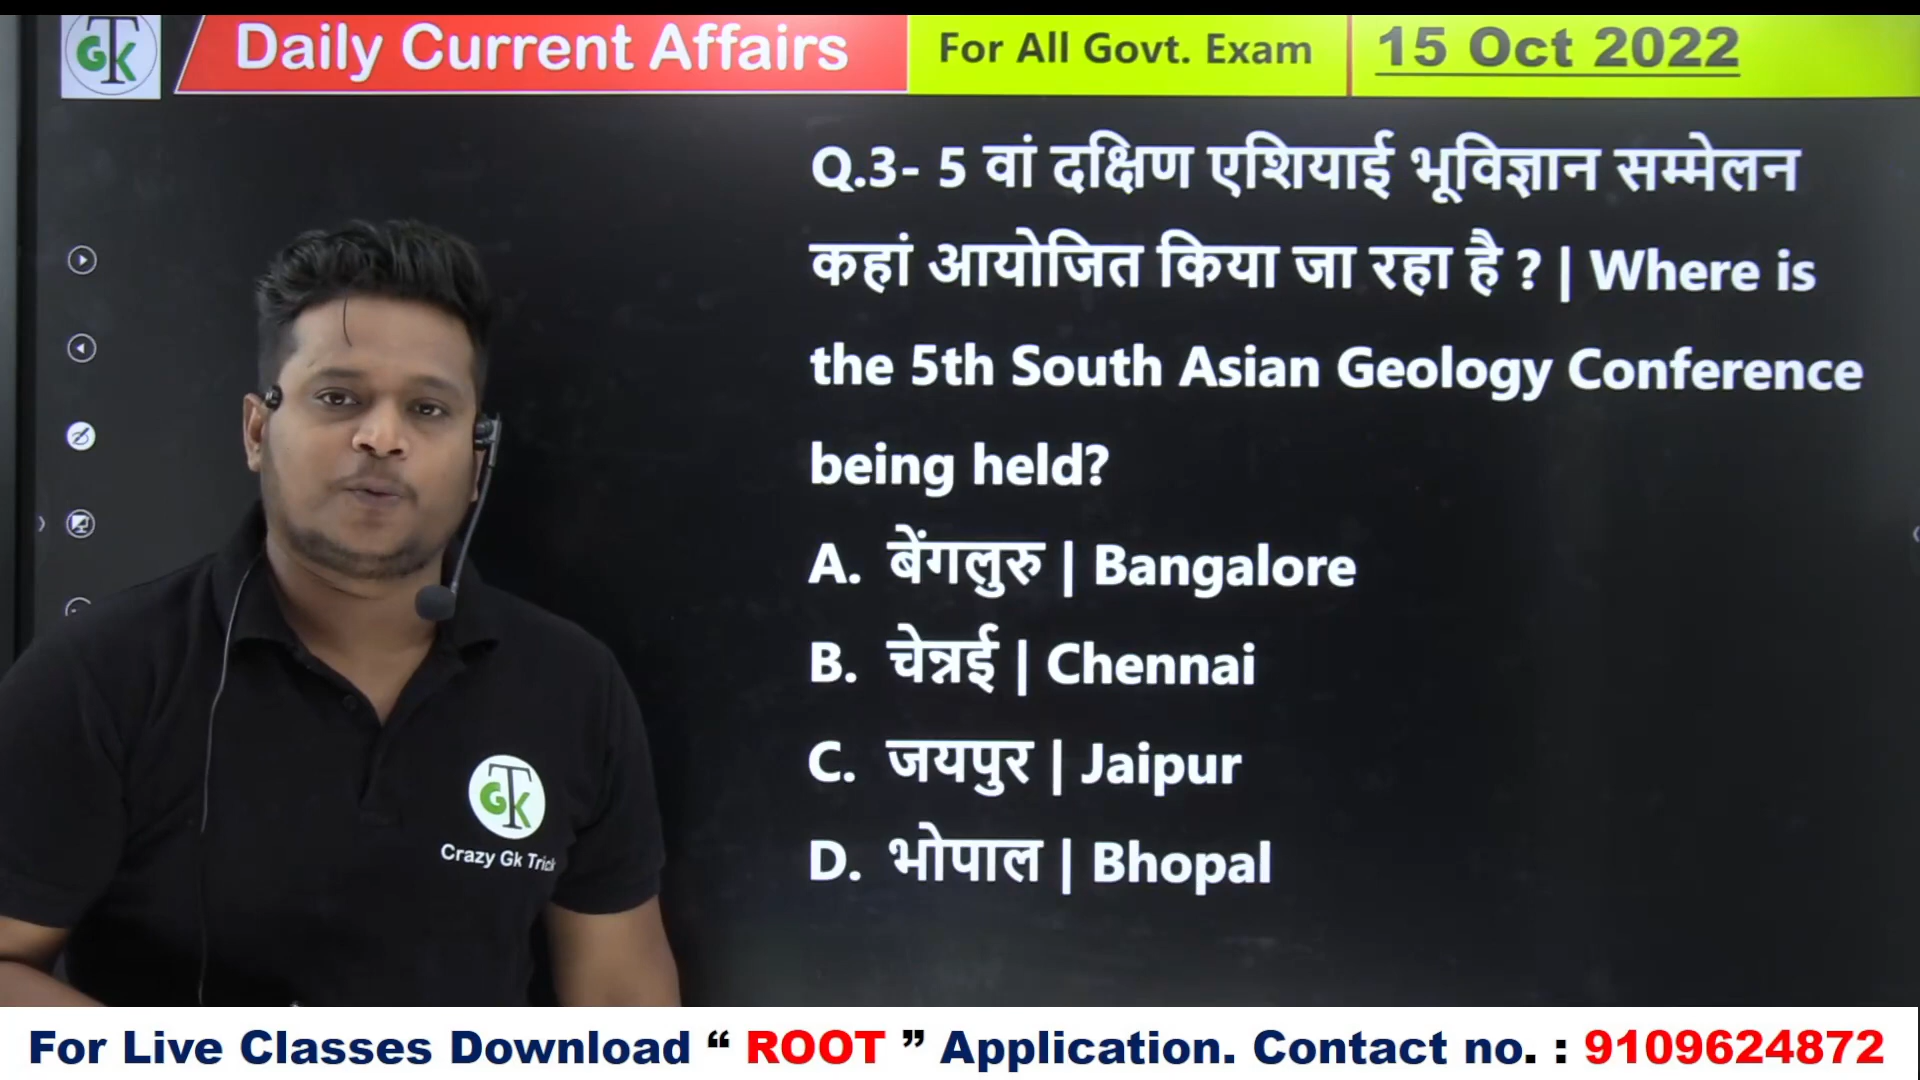 GTK
Daily Current Affairs
For All Govt. Exam
15 Oct 2022
Q.3- 5 वां दक्षिण एशियाई भूविज्ञान सम्मेलन
कहां आयोजित किया जा रहा है ? | Where is
the 5th South Asian Geology Conference
being held?
A. बेंगलुरु | Bangalore
B. चेन्नई | Chennai
C. जयपुर | Jaipur
D. भोपाल | Bhopal
GTK
Crazy Gk Trick
For Live Classes Download “ ROOT ” Application. Contact no. : 9109624872